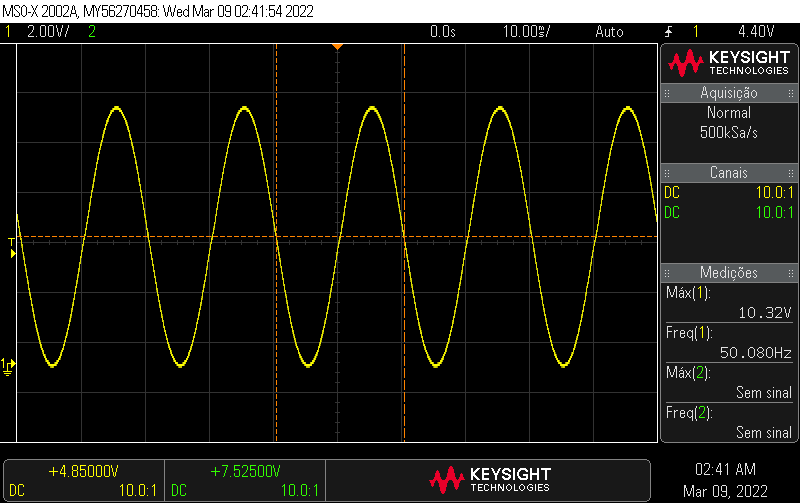 MSO-X 2002A, MY56270458: Wed Mar 09 02:41:54 2022
1 2.00V/ 2 0.0s 10.00ms/ Auto 1 4.40V
KEYSIGHT
TECHNOLOGIES
Aquisição
Normal
500kSa/s
Canais
DC 10.0:1
DC 10.0:1
Medições
Máx(1):
10.32V
Freq(1):
50.080Hz
Máx(2):
Sem sinal
Freq(2):
Sem sinal
T
1
+4.85000V
DC 10.0:1
+7.52500V
DC 10.0:1
KEYSIGHT
TECHNOLOGIES
02:41 AM
Mar 09, 2022